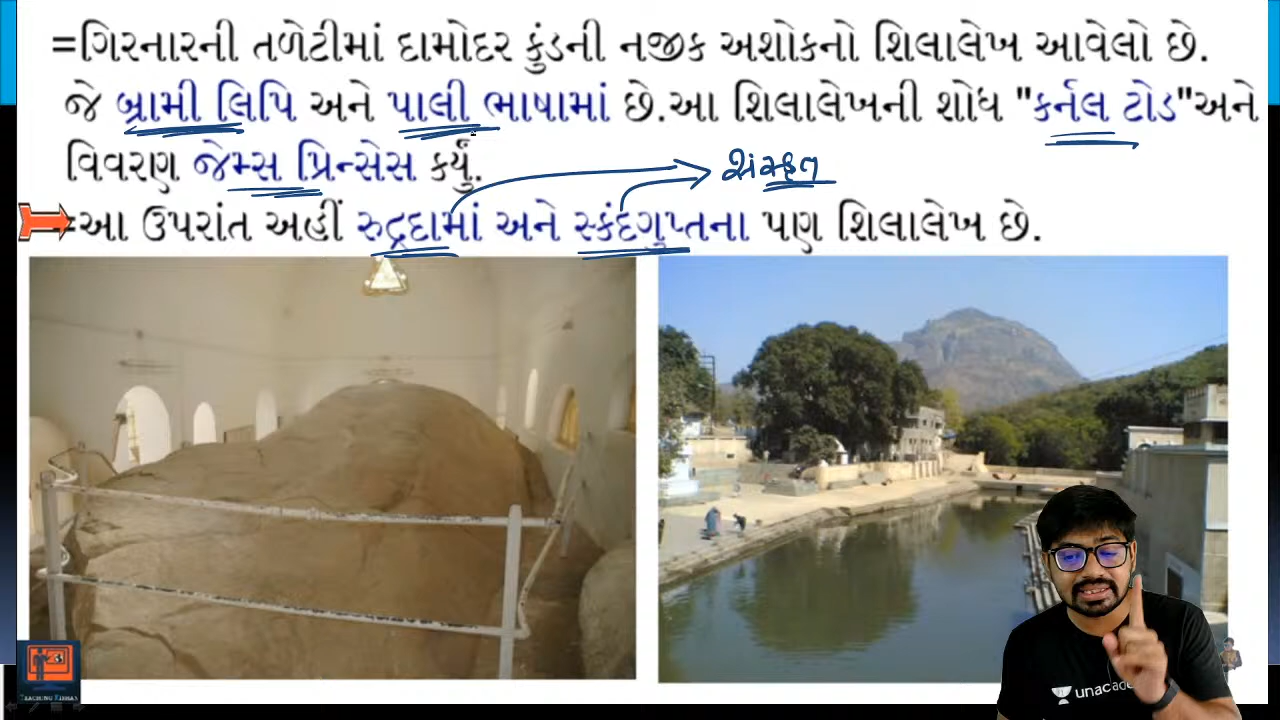 =ગિરનારની તળેટીમાં દામોદર કુંડની નજીક અશોકનો શિલાલેખ આવેલો છે.
જે બ્રામી લિપિ અને પાલી ભાષામાં છે.આ શિલાલેખની શોધ "કર્નલ ટોડ"અને
વિવરણ જેમ્સ પ્રિન્સેસ કર્યું.
સંસ્કૃત
=આ ઉપરાંત અહીં રુદ્રદામાં અને સ્કંદગુપ્તના પણ શિલાલેખ છે.
unacade